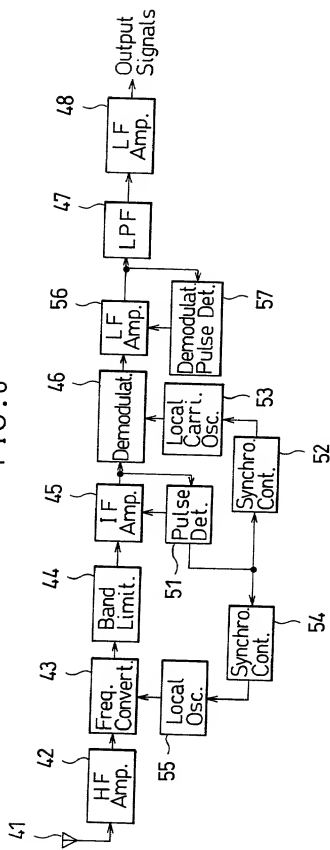 41
42
HF
Amp.
43
Freq.
Convert.
44
Band
Limit.
45
IF
Amp.
46
Demodulat.
56
LF
Amp.
47
LPF
48
LF
Amp.
Output
Signals
Local
Osc.
55
Pulse
Det.
51
Local
Carri.
Osc.
53
Demodulat.
Pulse Det.
57
Synchro.
Cont.
54
Synchro.
Cont.
52